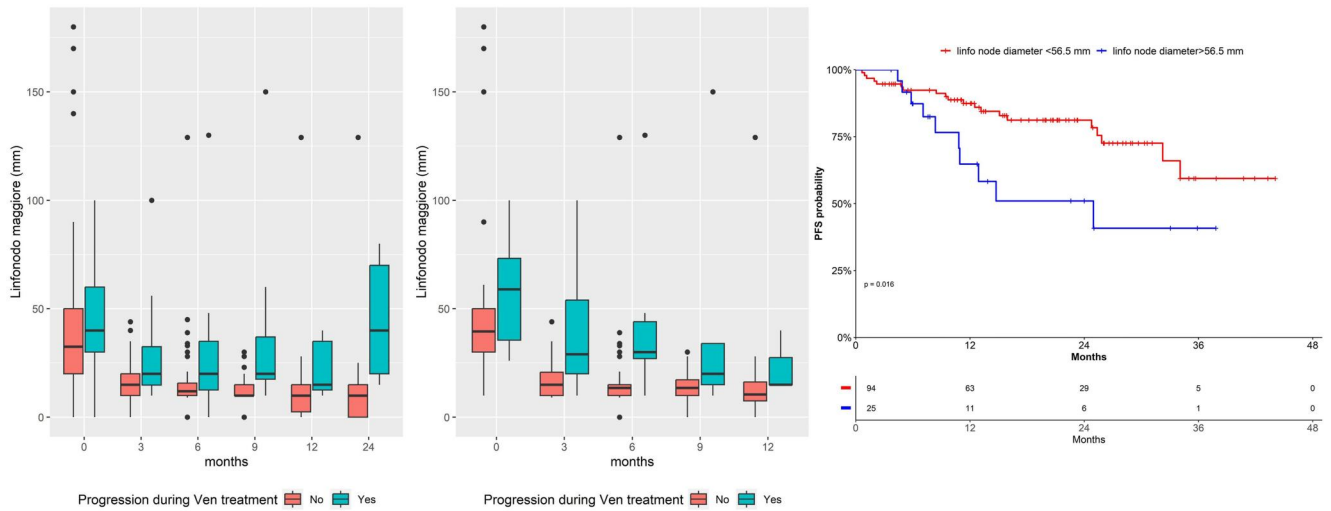 Linfonodo maggiore (mm)
150
100
50
0
0 3 6 9 12 24
months
Progression during Ven treatment No Yes
Linfonodo maggiore (mm)
150
100
50
0
0 3 6 9 12
months
Progression during Ven treatment No Yes
linfo node diameter <56.5 mm linfo node diameter>56.5 mm
PFS probability
100%
75%
50%
25%
0%
p = 0.016
0 12 24 36 48
Months
94 63 29 5 0
25 11 6 1 0
0 12 24 36 48
Months